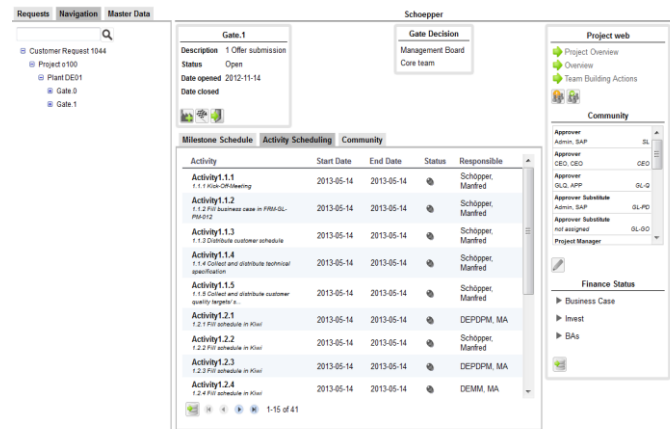 Requests Navigation Master Data
Schoepper
Customer Request 1044
Project o100
Plant DE01
Gate.0
Gate.1
Gate.1
Description 1 Offer submission
Status Open
Date opened 2012-11-14
Date closed
Gate Decision
Management Board
Core team
Milestone Schedule Activity Scheduling Community
Activity Start Date End Date Status Responsible
Activity1.1.1
1.1.1 Kick-Off-Meeting
2013-05-14 2013-05-14 Schöpper,
Manfred
Activity1.1.2
1.1.2 Fill business case in FRM-GL-
PM-012
2013-05-14 2013-05-14 Schöpper,
Manfred
Activity1.1.3
1.1.3 Distribute customer schedule
2013-05-14 2013-05-14 Schöpper,
Manfred
Activity1.1.4
1.1.4 Collect and distribute technical
specification
2013-05-14 2013-05-14 Schöpper,
Manfred
Activity1.1.5
1.1.5 Collect and distribute customer
quality targets/ s...
2013-05-14 2013-05-14 Schöpper,
Manfred
Activity1.2.1
1.2.1 Fill schedule in Kiwi
2013-05-14 2013-05-14 DEPDPM, MA
Activity1.2.2
1.2.2 Fill schedule in Kiwi
2013-05-14 2013-05-14 Schöpper,
Manfred
Activity1.2.3
1.2.3 Fill schedule in Kiwi
2013-05-14 2013-05-14 DEPDPM, MA
Activity1.2.4
1.2.4 Fill schedule in Kiwi
2013-05-14 2013-05-14 DEMM, MA
1-15 of 41
Project web
Project Overview
Overview
Team Building Actions
Community
Approver
Admin, SAP SL
Approver
CEO, CEO CEO
Approver
GLQ, APP GL-Q
Approver Substitute
Admin, SAP GL-PD
Approver Substitute
not assigned GL-GO
Project Manager
Finance Status
Business Case
Invest
BAs